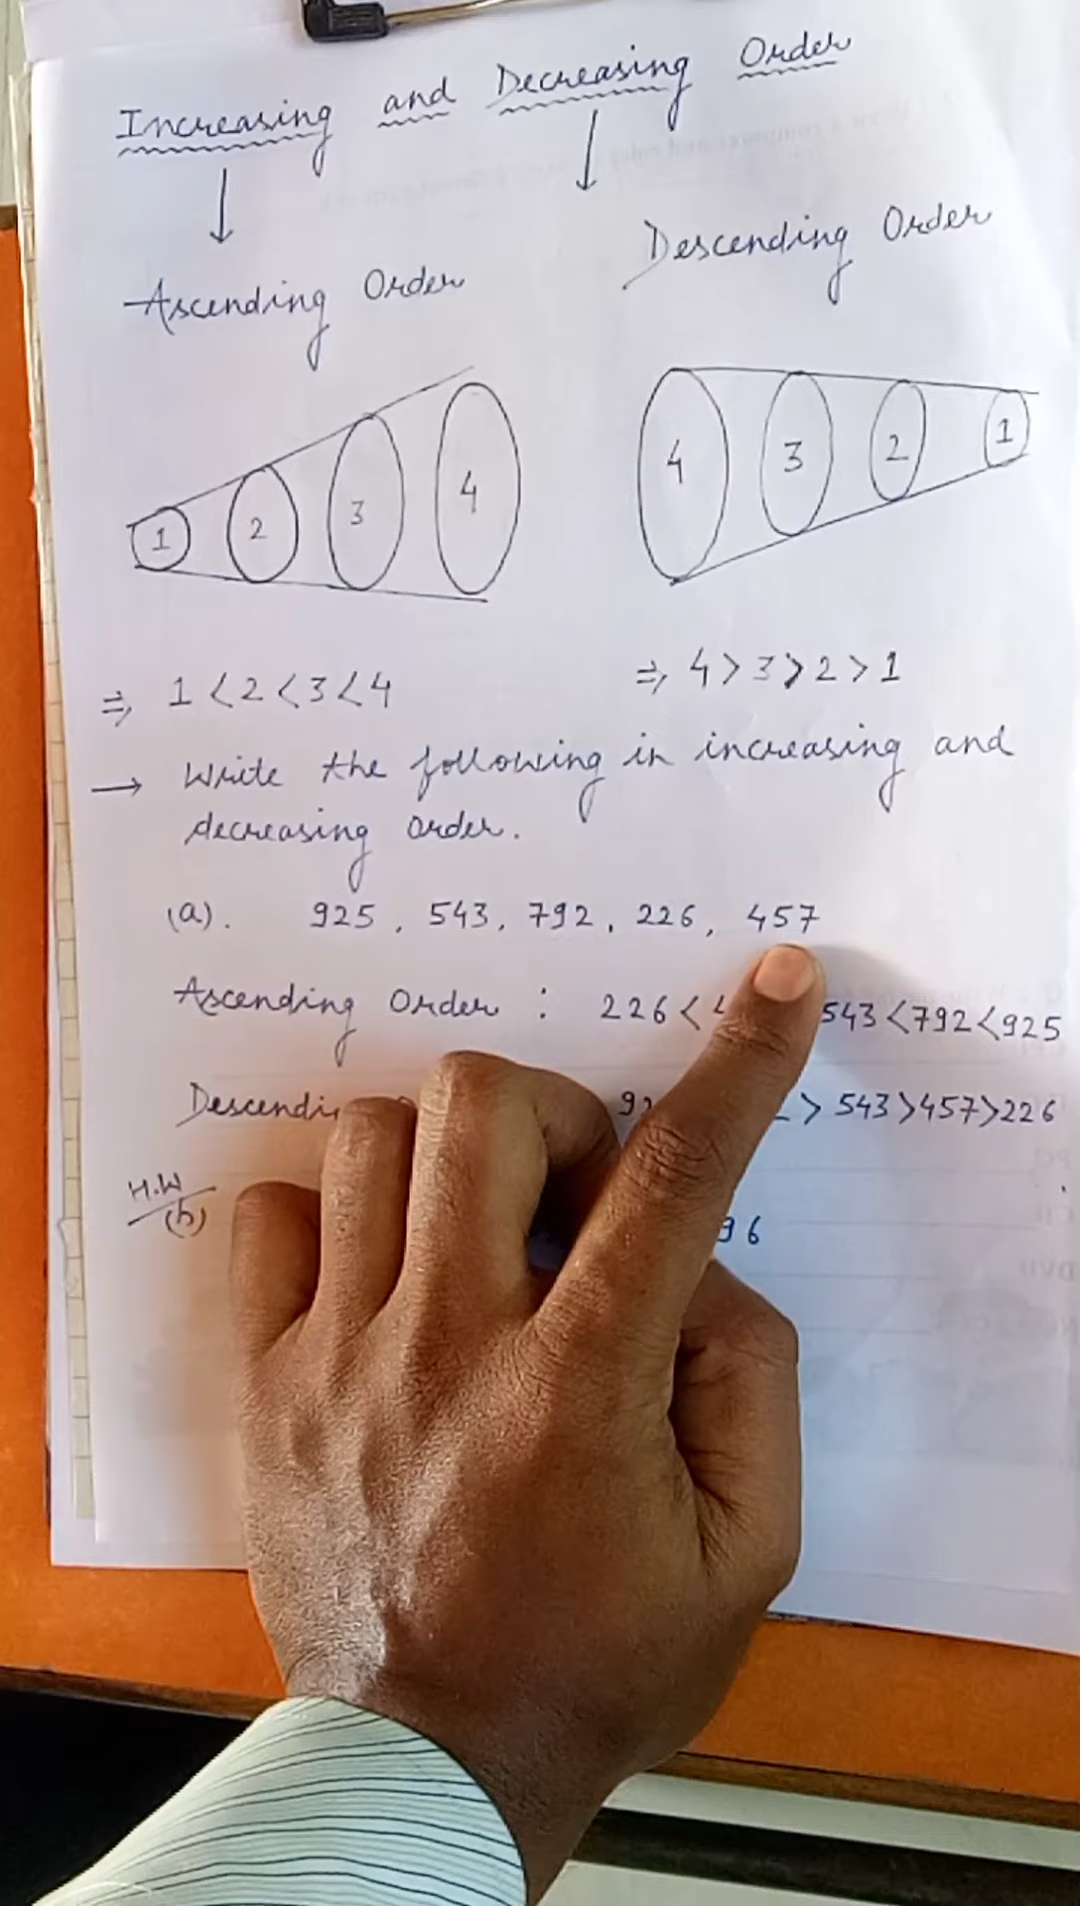 Increasing and Decreasing Order
Ascending Order
Descending Order
1 2 3 4
4 3 2 1
⇒ 1 < 2 < 3 < 4
⇒ 4 > 3 > 2 > 1
→ Write the following in increasing and
decreasing order.
(a). 925, 543, 792, 226, 457
Ascending Order : 226 < 543 < 792 < 925
> 543 > 457 > 226
H.W
(b) 96